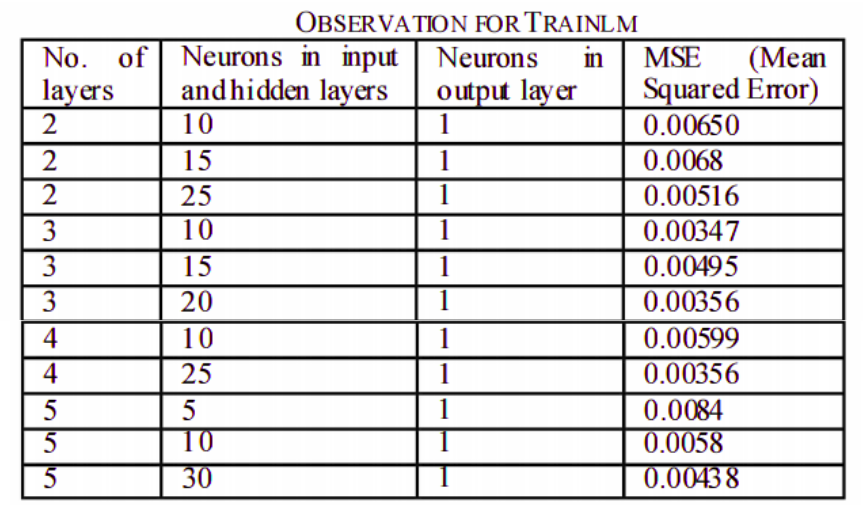 OBSERVATION FOR TRAINLM
No. of layers | Neurons in input and hidden layers | Neurons in output layer | MSE (Mean Squared Error)
2 | 10 | 1 | 0.00650
2 | 15 | 1 | 0.0068
2 | 25 | 1 | 0.00516
3 | 10 | 1 | 0.00347
3 | 15 | 1 | 0.00495
3 | 20 | 1 | 0.00356
4 | 10 | 1 | 0.00599
4 | 25 | 1 | 0.00356
5 | 5 | 1 | 0.0084
5 | 10 | 1 | 0.0058
5 | 30 | 1 | 0.00438